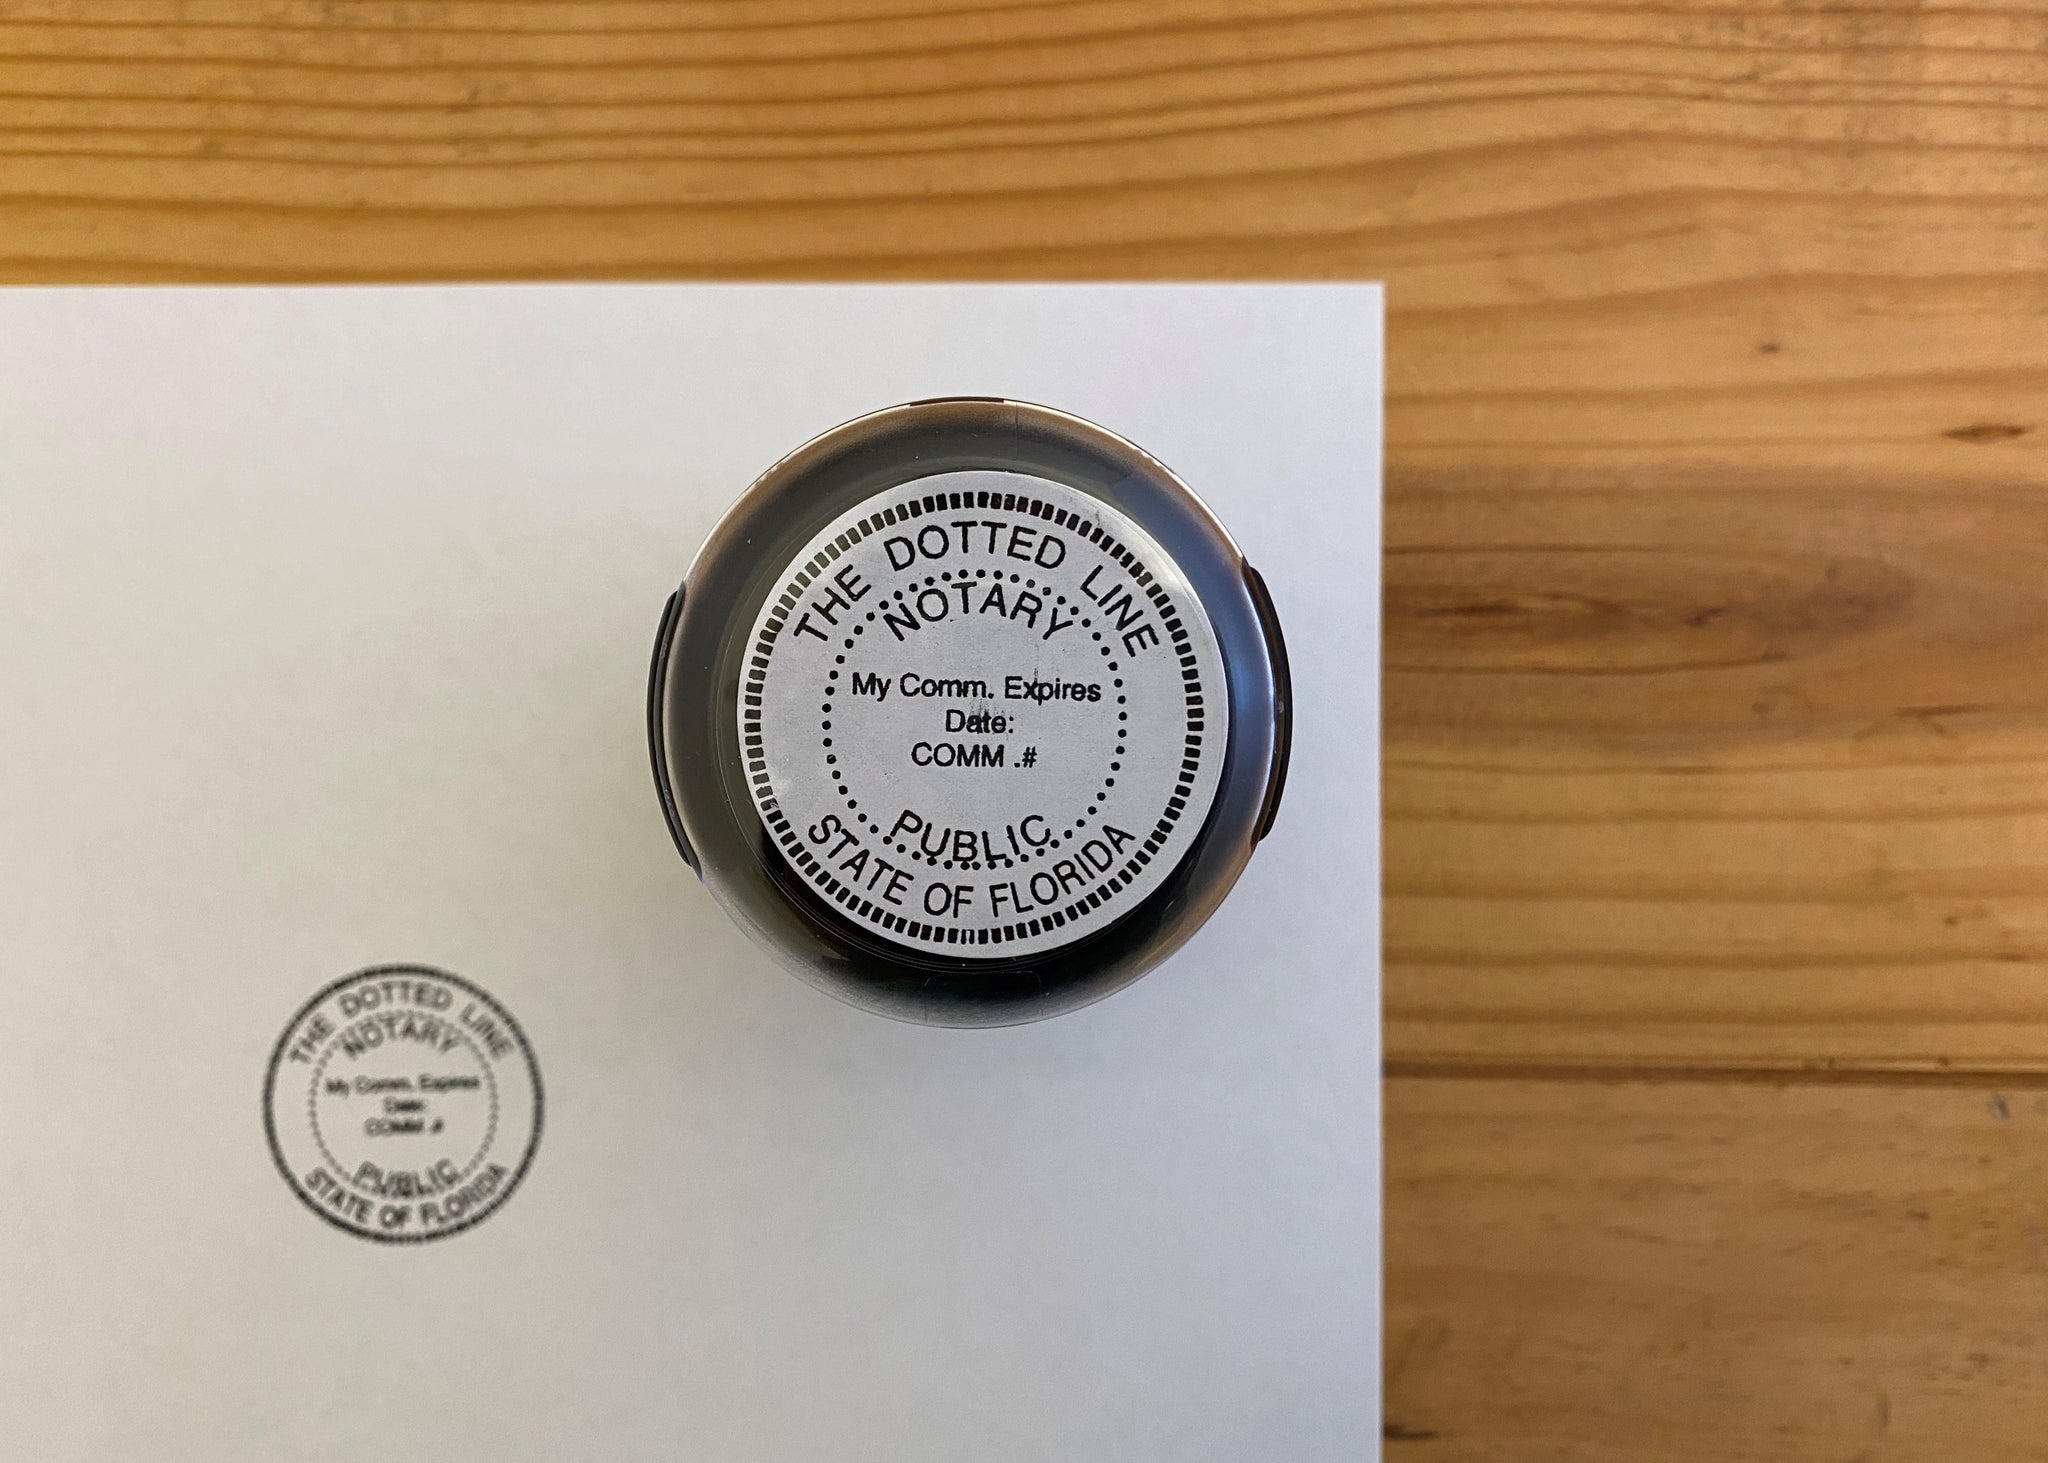 THE DOTTED LINE
NOTARY
My Comm. Expires
Date:
COMM .#
PUBLIC
STATE OF FLORIDA
THE DOTTED LINE
NOTARY
My Comm. Expires
Date:
COMM .#
PUBLIC
STATE OF FLORIDA